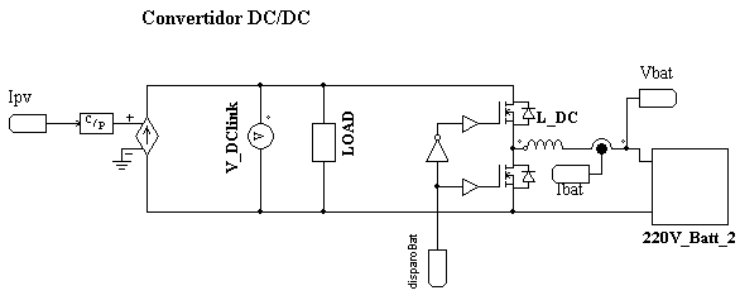 Convertidor DC/DC
Ipv
C/P
+
−
V_DClink
V
LOAD
disparoBat
L_DC
Ibat
Vbat
220V_Batt_2